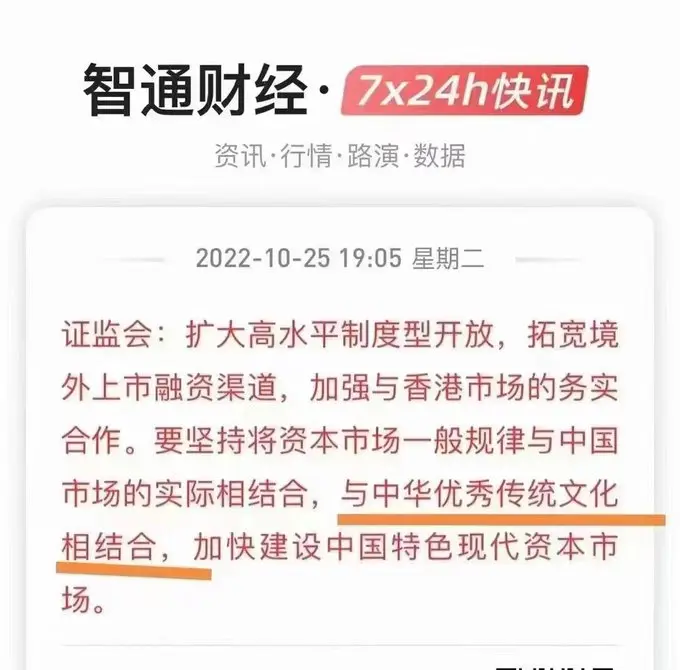 智通财经·7x24h快讯
资讯·行情·路演·数据
2022-10-25 19:05 星期二
证监会：扩大高水平制度型开放，拓宽境
外上市融资渠道，加强与香港市场的务实
合作。要坚持将资本市场一般规律与中国
市场的实际相结合，与中华优秀传统文化
相结合，加快建设中国特色现代资本市
场。